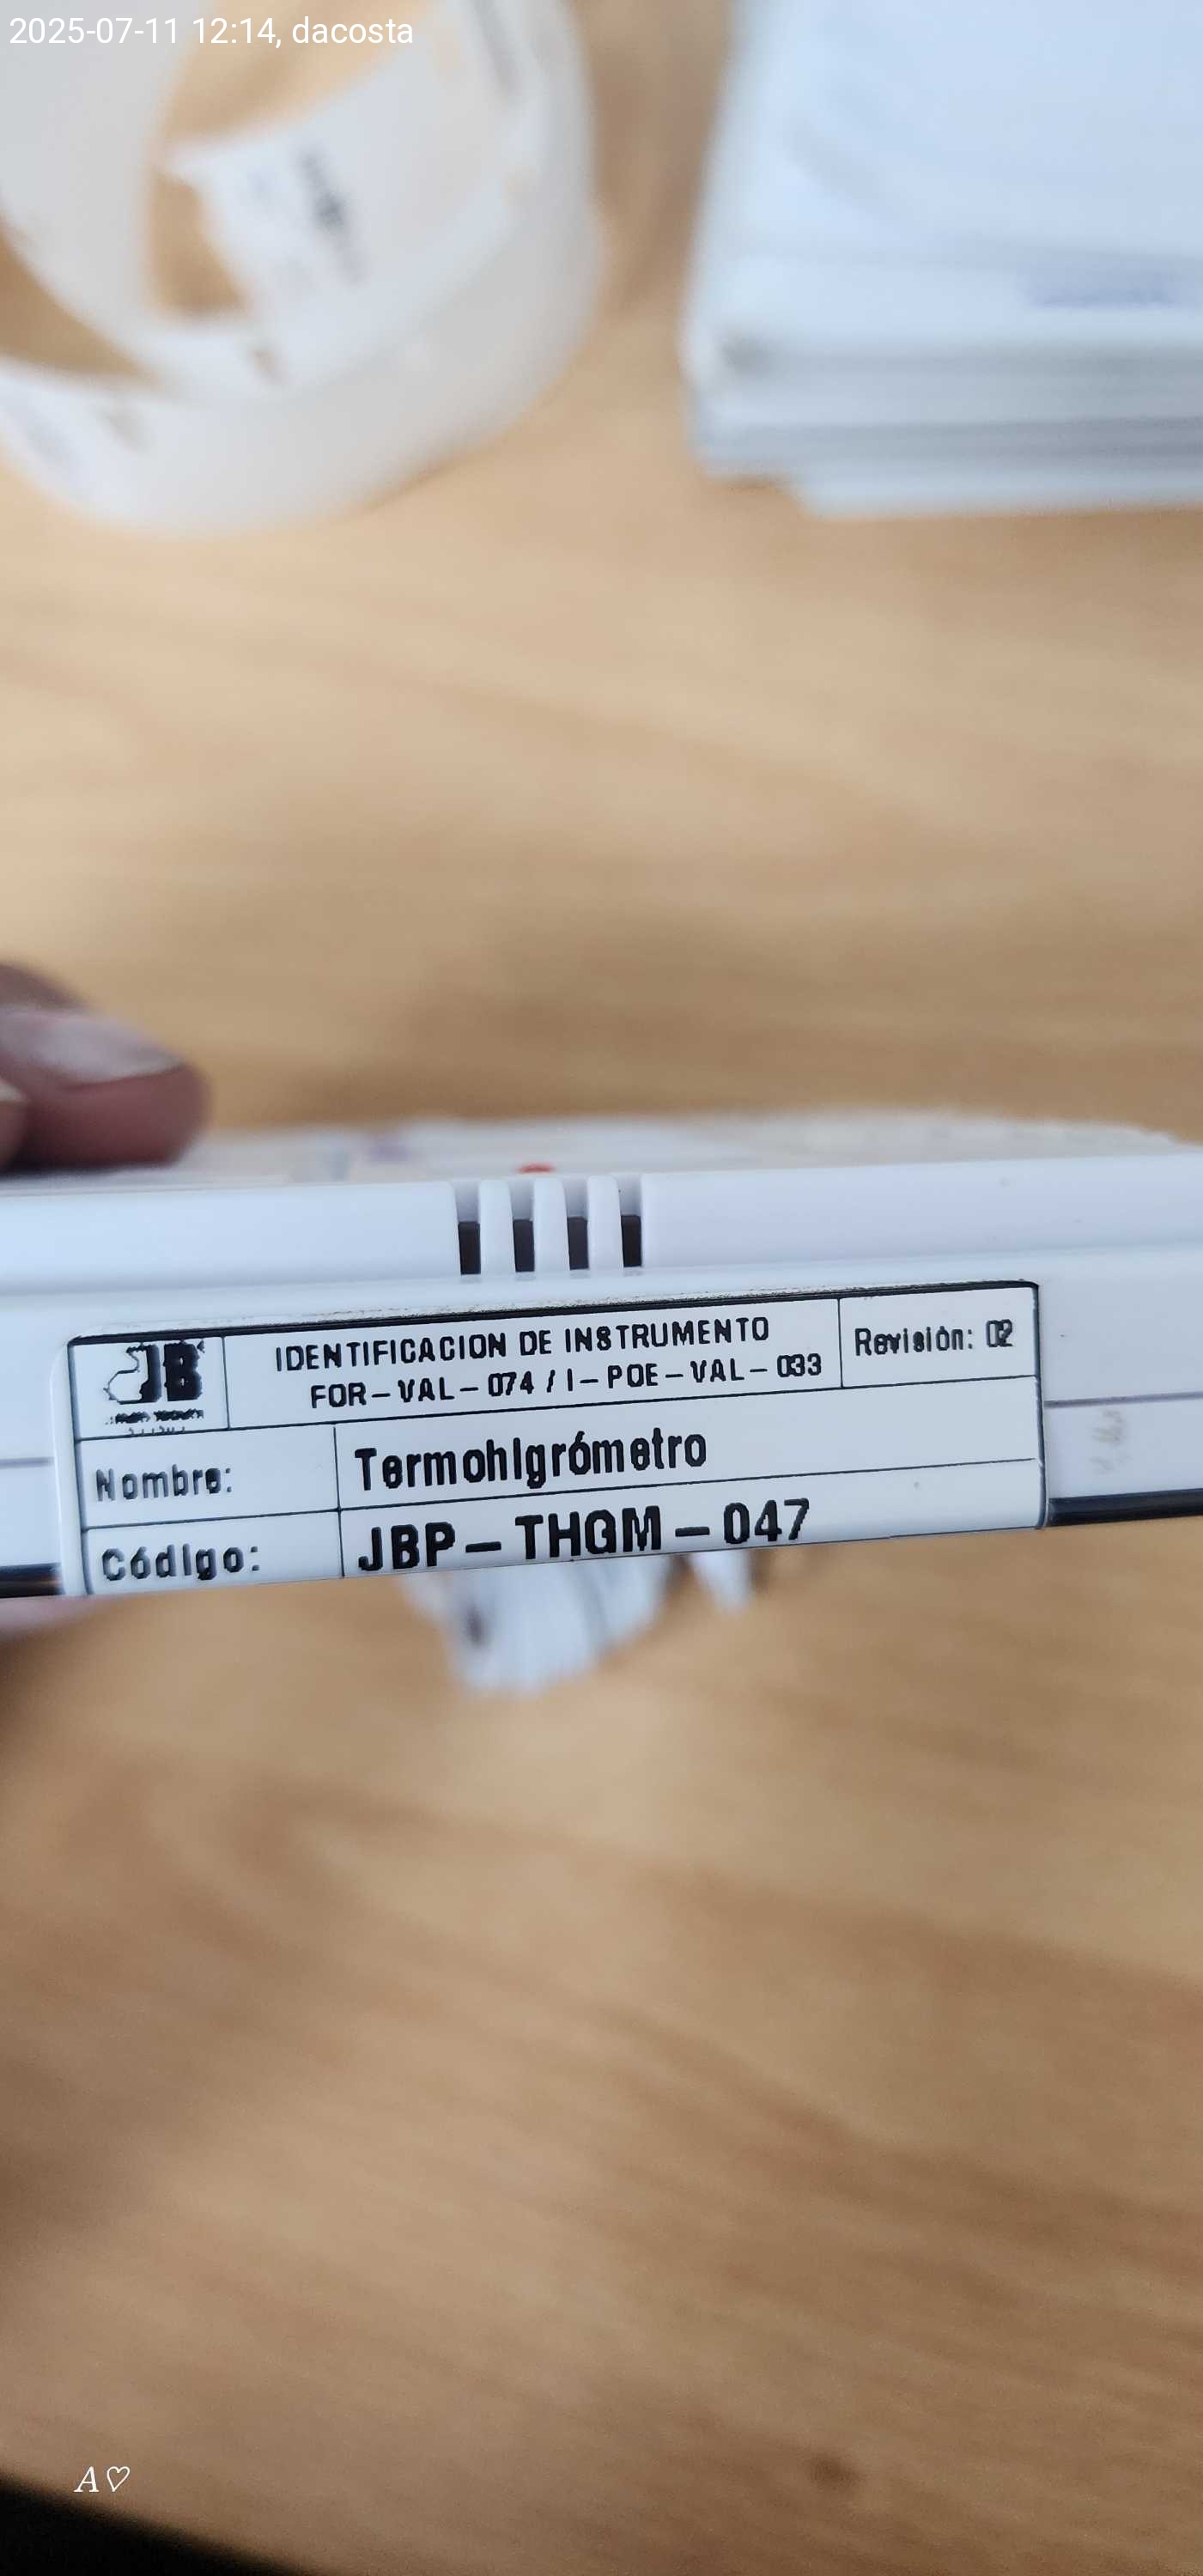 2025-07-11 12:14, dacosta
JB
IDENTIFICACION DE INSTRUMENTO
FOR-VAL-074 / I-POE-VAL-033
Revisión: 02
Nombre:
Termohigrómetro
Código:
JBP-THGM-047
A♡